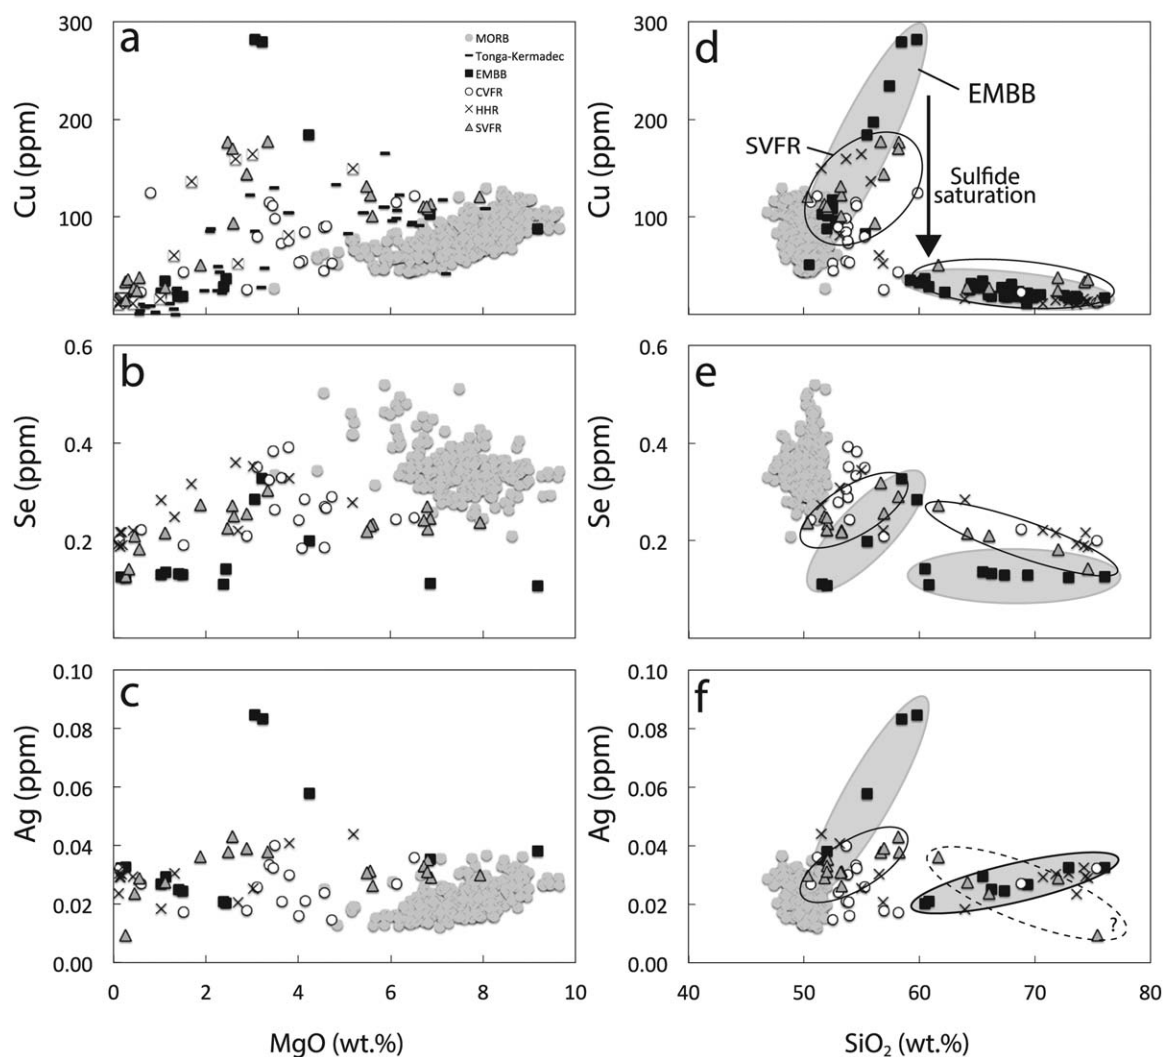 a
Cu (ppm)
300
200
100
MORB
Tonga-Kermadec
EMBB
CVFR
HHR
SVFR
d
Cu (ppm)
300
200
100
EMBB
SVFR
Sulfide
saturation
b
Se (ppm)
0.6
0.4
0.2
e
Se (ppm)
0.6
0.4
0.2
c
Ag (ppm)
0.10
0.08
0.06
0.04
0.02
0.00
0 2 4 6 8 10
MgO (wt.%)
f
Ag (ppm)
0.10
0.08
0.06
0.04
0.02
0.00
?
40 50 60 70 80
SiO₂ (wt.%)